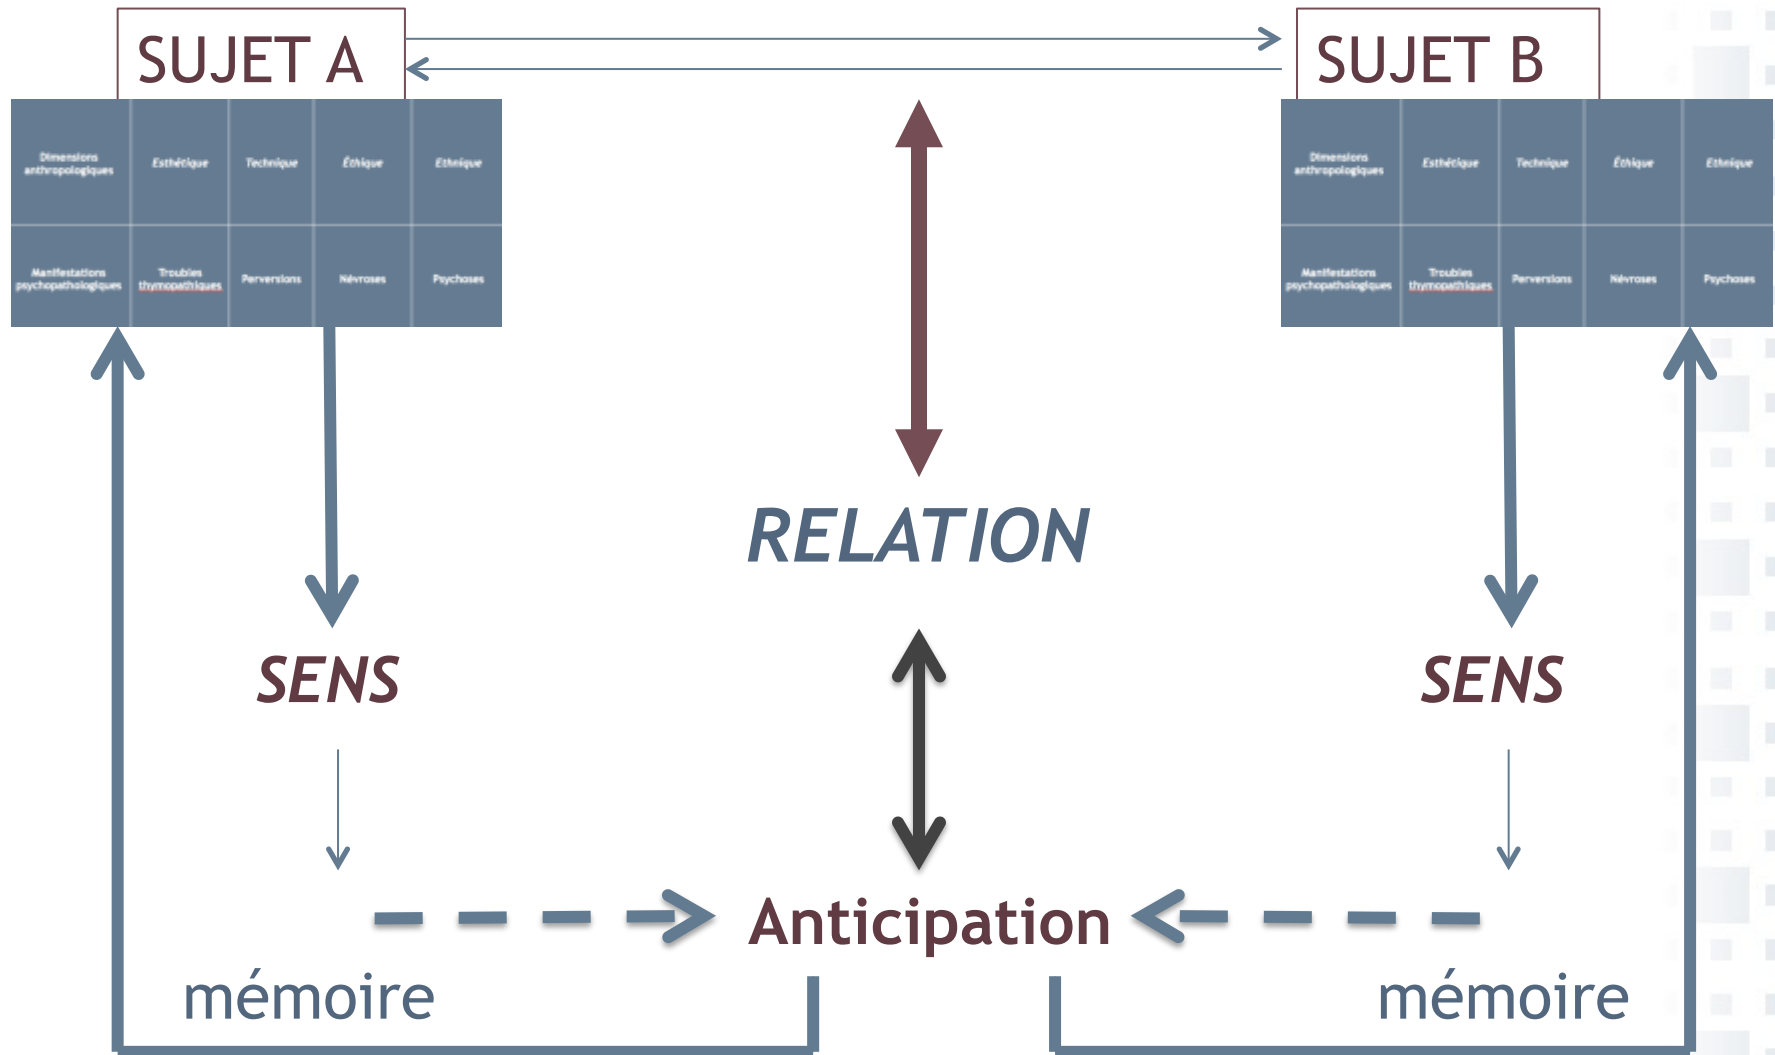 SUJET A
SUJET B
Dimensions
anthropologiques
Esthétique
Technique
Éthique
Ethnique
Manifestations
psychopathologiques
Troubles
thymopathiques
Perversions
Névroses
Psychoses
Dimensions
anthropologiques
Esthétique
Technique
Éthique
Ethnique
Manifestations
psychopathologiques
Troubles
thymopathiques
Perversions
Névroses
Psychoses
RELATION
SENS
SENS
Anticipation
mémoire
mémoire